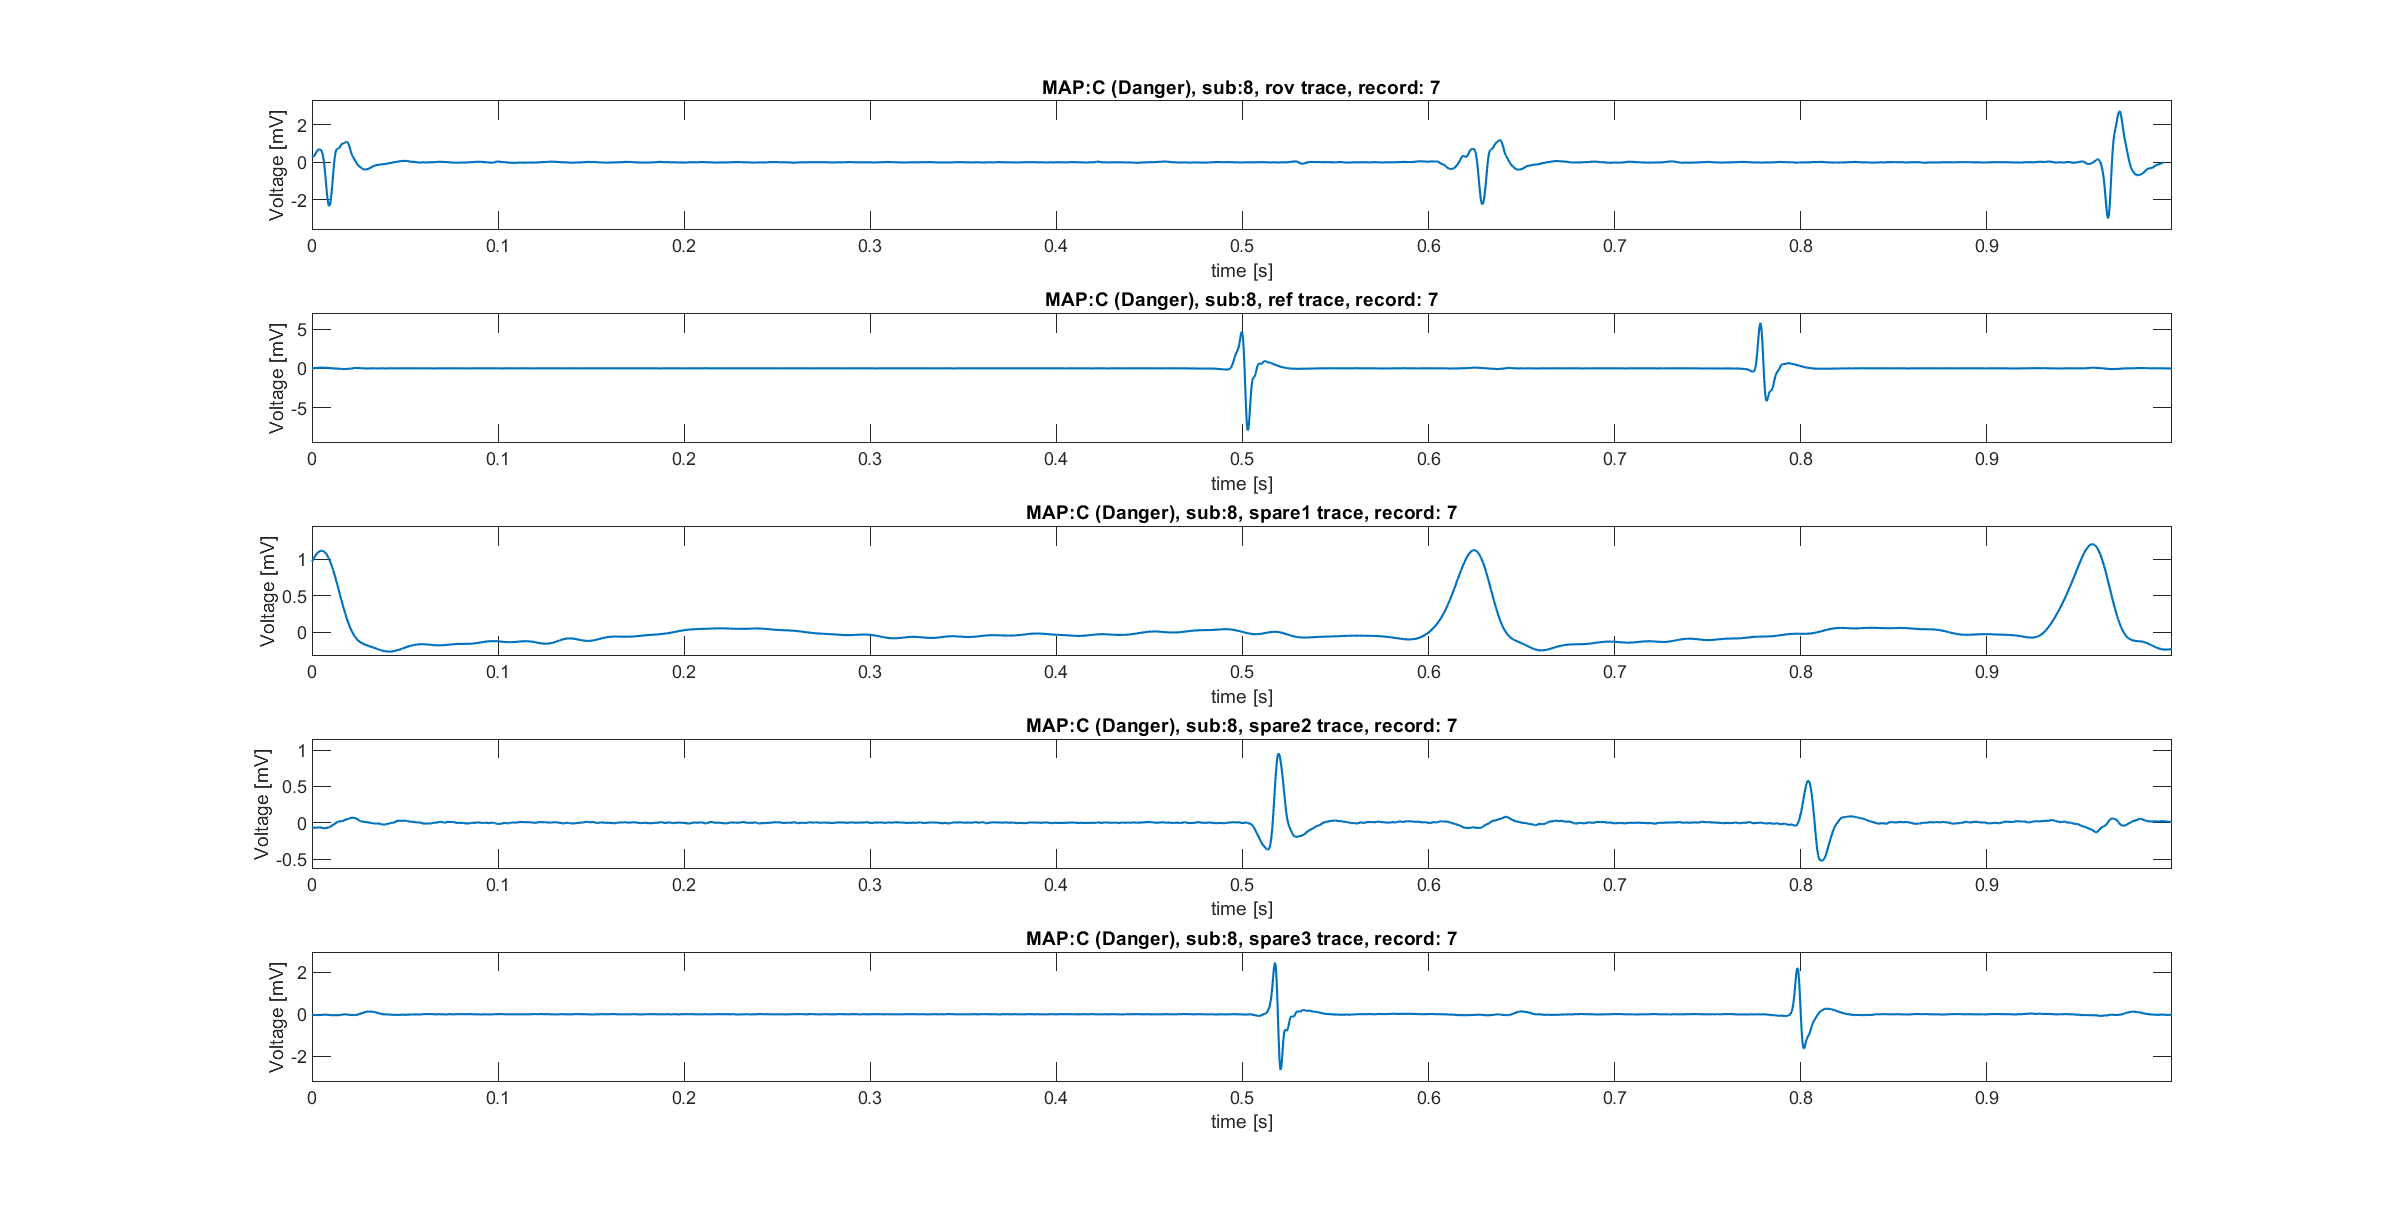 MAP:C (Danger), sub:8, rov trace, record: 7
Voltage [mV]
2
0
-2
0 0.1 0.2 0.3 0.4 0.5 0.6 0.7 0.8 0.9
time [s]
MAP:C (Danger), sub:8, ref trace, record: 7
Voltage [mV]
5
0
-5
0 0.1 0.2 0.3 0.4 0.5 0.6 0.7 0.8 0.9
time [s]
MAP:C (Danger), sub:8, spare1 trace, record: 7
Voltage [mV]
1
0.5
0
0 0.1 0.2 0.3 0.4 0.5 0.6 0.7 0.8 0.9
time [s]
MAP:C (Danger), sub:8, spare2 trace, record: 7
Voltage [mV]
1
0.5
0
-0.5
0 0.1 0.2 0.3 0.4 0.5 0.6 0.7 0.8 0.9
time [s]
MAP:C (Danger), sub:8, spare3 trace, record: 7
Voltage [mV]
2
0
-2
0 0.1 0.2 0.3 0.4 0.5 0.6 0.7 0.8 0.9
time [s]